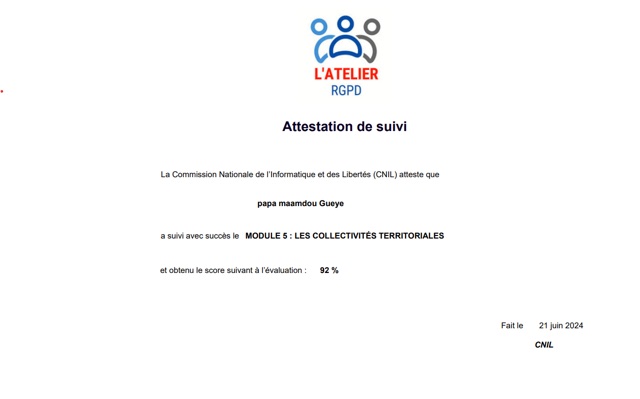 L'ATELIER
RGPD
Attestation de suivi
La Commission Nationale de l'Informatique et des Libertés (CNIL) atteste que
papa maamdou Gueye
a suivi avec succès le MODULE 5 : LES COLLECTIVITÉS TERRITORIALES
et obtenu le score suivant à l'évaluation : 92 %
Fait le 21 juin 2024
CNIL